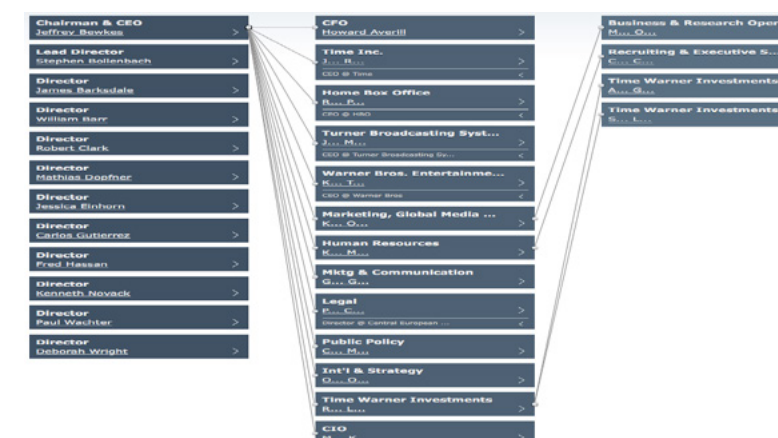 Chairman & CEO
Jeffrey Bewkes
Lead Director
Stephen Bollenbach
Director
James Barksdale
Director
William Barr
Director
Robert Clark
Director
Mathias Dopfner
Director
Jessica Einhorn
Director
Carlos Gutierrez
Director
Fred Hassan
Director
Kenneth Novack
Director
Paul Wachter
Director
Deborah Wright
CFO
Howard Averill
Time Inc.
J... R...
CEO @ Time
Home Box Office
R... P...
CFO @ HBO
Turner Broadcasting Syst...
J... M...
CEO @ Turner Broadcasting Sy...
Warner Bros. Entertainme...
K... T...
CEO @ Warner Bros
Marketing, Global Media ...
K... O...
Human Resources
K... M...
Mktg & Communication
G... G...
Legal
P... C...
Director @ Central European ...
Public Policy
C... M...
Int'l & Strategy
O... O...
Time Warner Investments
R... L...
CIO
Business & Research Oper
M... O...
Recruiting & Executive S...
C... C...
Time Warner Investments
A... G...
Time Warner Investments
S... L...